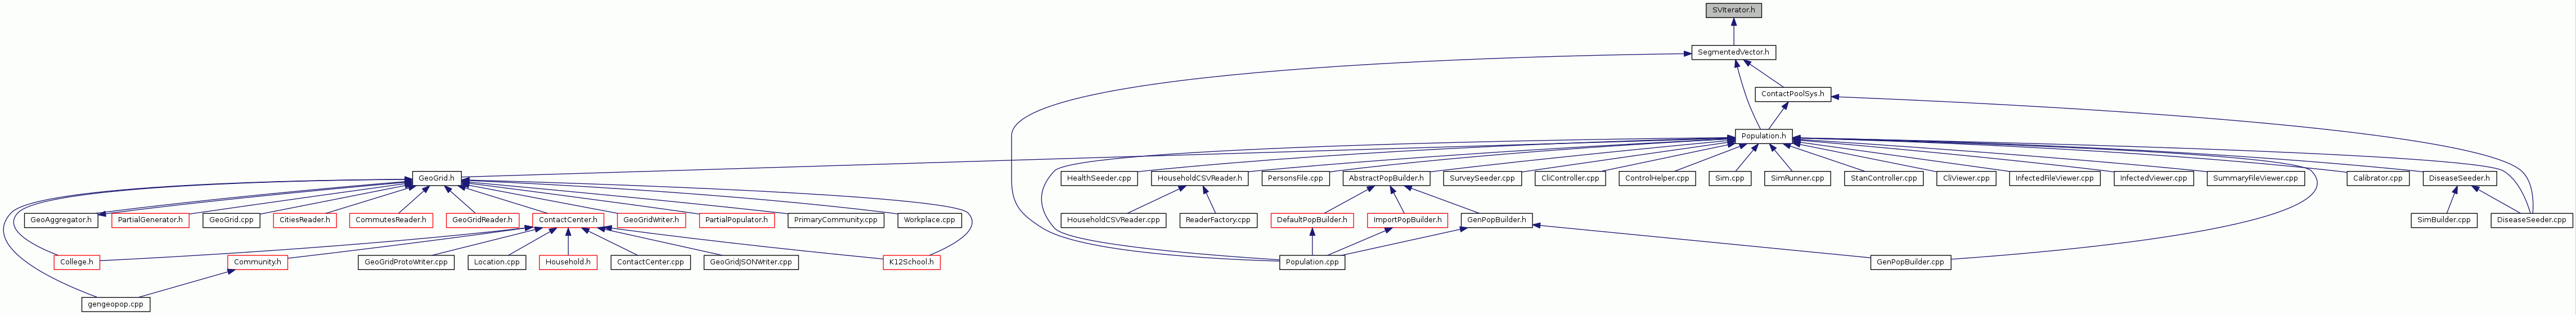 SVIterator.h
SegmentedVector.h
ContactPoolSys.h
Population.h
GeoGrid.h
HealthSeeder.cpp
HouseholdCSVReader.h
PersonsFile.cpp
AbstractPopBuilder.h
SurveySeeder.cpp
CliController.cpp
ControlHelper.cpp
Sim.cpp
SimRunner.cpp
StanController.cpp
CliViewer.cpp
InfectedFileViewer.cpp
InfectedViewer.cpp
SummaryFileViewer.cpp
Calibrator.cpp
DiseaseSeeder.h
GeoAggregator.h
PartialGenerator.h
GeoGrid.cpp
CitiesReader.h
CommutesReader.h
GeoGridReader.h
ContactCenter.h
GeoGridWriter.h
PartialPopulator.h
PrimaryCommunity.cpp
Workplace.cpp
HouseholdCSVReader.cpp
ReaderFactory.cpp
DefaultPopBuilder.h
ImportPopBuilder.h
GenPopBuilder.h
SimBuilder.cpp
DiseaseSeeder.cpp
College.h
Community.h
GeoGridProtoWriter.cpp
Location.cpp
Household.h
ContactCenter.cpp
GeoGridJSONWriter.cpp
K12School.h
Population.cpp
GenPopBuilder.cpp
gengeopop.cpp